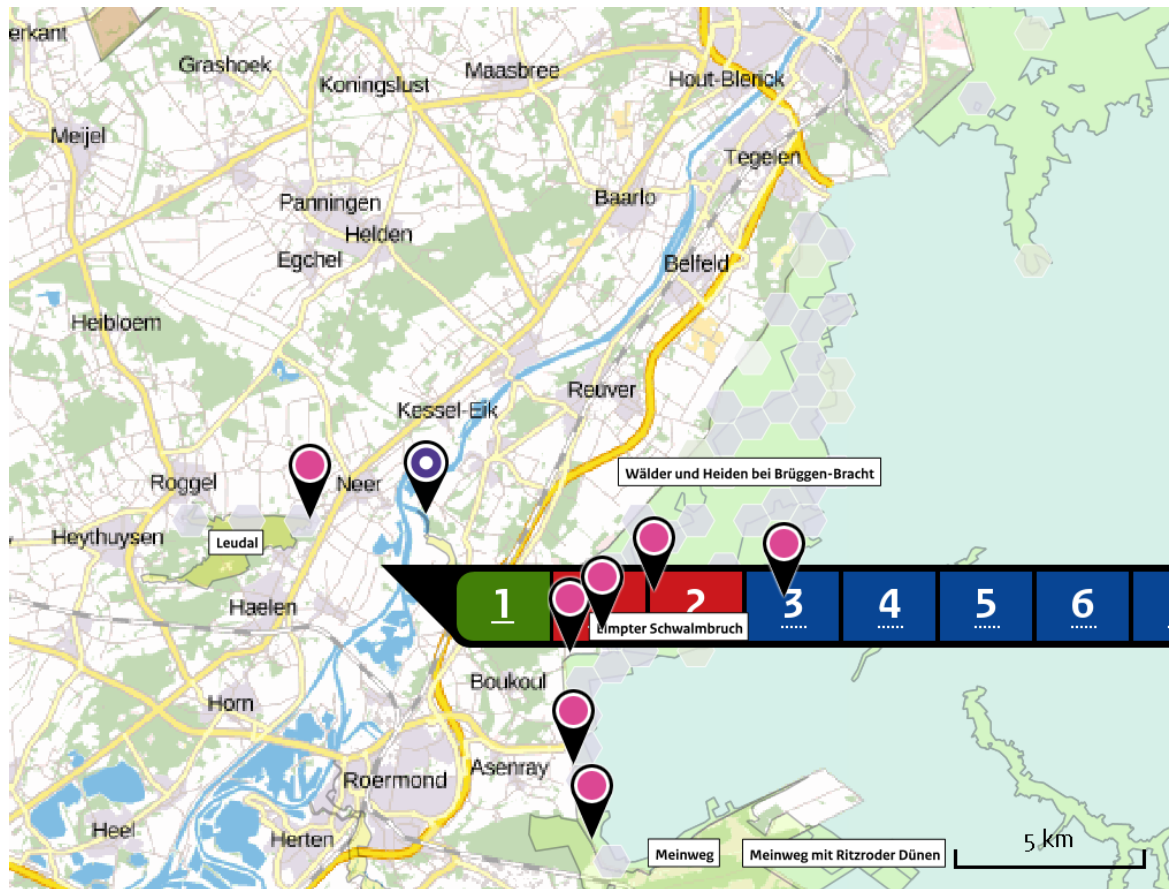 erkant
Grashoek
Koningslust
Maasbree
Hout-Blerick
Meijel
Tegelen
Panningen
Baarlo
Helden
Egchel
Belfeld
Heibloem
Reuver
Kessel-Eik
Wälder und Heiden bei Brüggen-Bracht
Roggel
Neer
Heythuysen
Leudal
Haelen
1 2 3 4 5 6
Elmpter Schwalmbruch
Boukoul
Horn
Asenray
Roermond
Heel
Herten
Meinweg
Meinweg mit Ritzroder Dünen
5 km